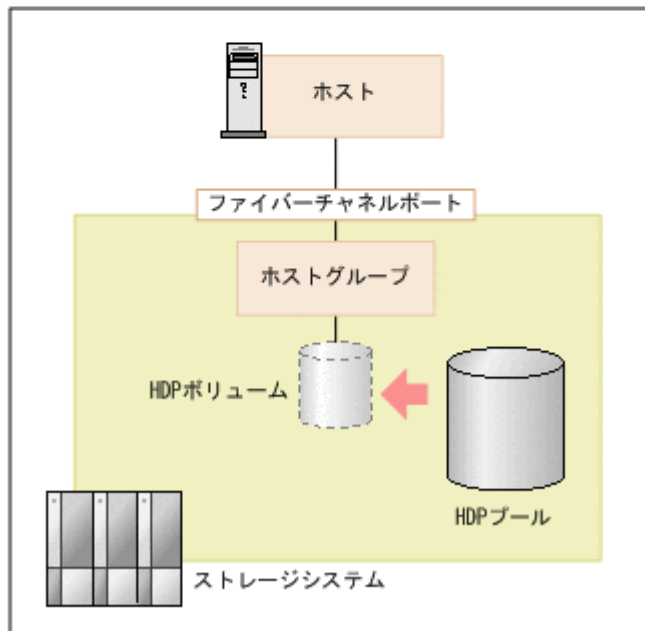 ホスト
ファイバーチャネルポート
ホストグループ
HDPボリューム
HDPプール
ストレージシステム